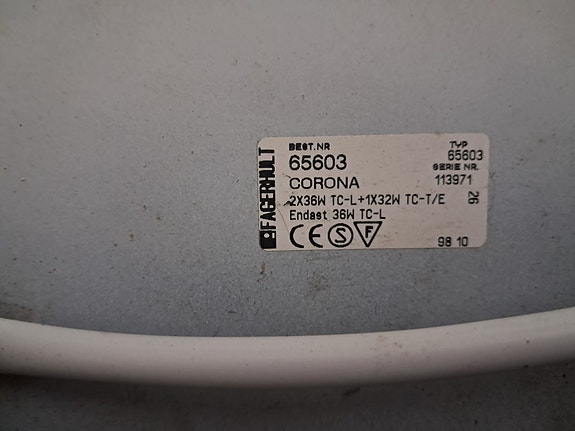 FAGERHULT
BEST.NR
TYP
65603
65603
SERIE NR.
CORONA
113971
2X36W TC-L+1X32W TC-T/E
26
Endast 36W TC-L
CE S F
98 10